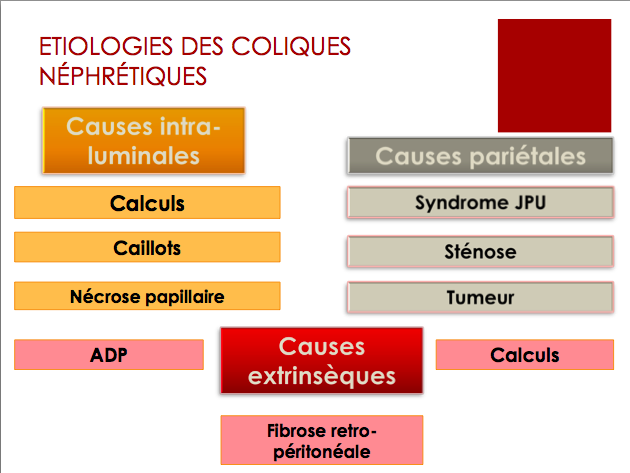 ETIOLOGIES DES COLIQUES
NÉPHRÉTIQUES
Causes intra-
luminales
Calculs
Caillots
Nécrose papillaire
Causes pariétales
Syndrome JPU
Sténose
Tumeur
Causes
extrinsèques
ADP
Calculs
Fibrose retro-
péritonéale